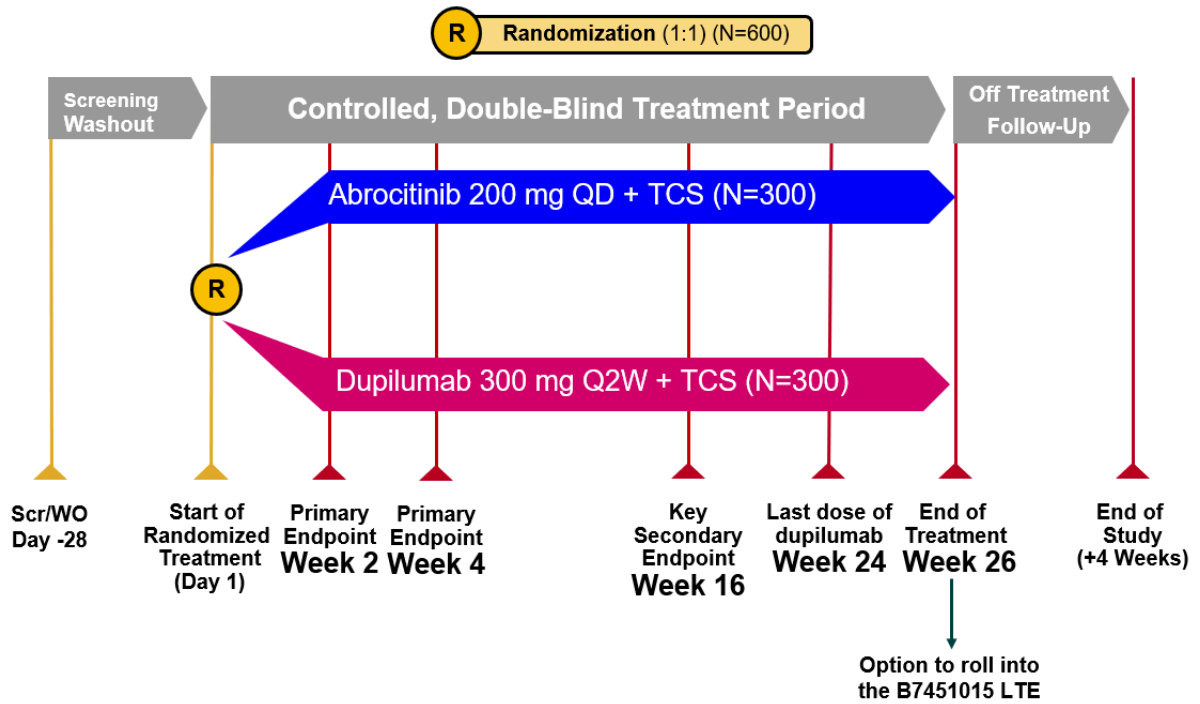 R Randomization (1:1) (N=600)
Screening
Washout
Controlled, Double-Blind Treatment Period
Off Treatment
Follow-Up
Abrocitinib 200 mg QD + TCS (N=300)
R
Dupilumab 300 mg Q2W + TCS (N=300)
Scr/WO
Day -28
Start of
Randomized
Treatment
(Day 1)
Primary
Endpoint
Week 2
Primary
Endpoint
Week 4
Key
Secondary
Endpoint
Week 16
Last dose of
dupilumab
Week 24
End of
Treatment
Week 26
End of
Study
(+4 Weeks)
Option to roll into
the B7451015 LTE